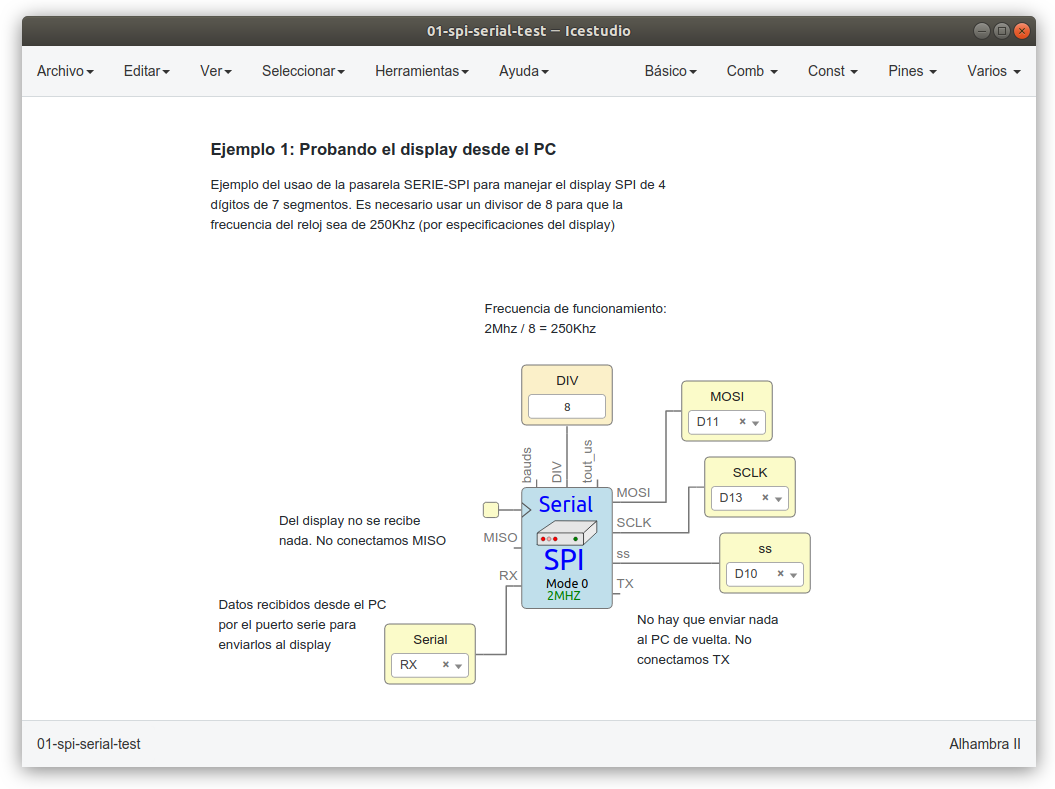 01-spi-serial-test — Icestudio
Archivo Editar Ver Seleccionar Herramientas Ayuda Básico Comb Const Pines Varios
Ejemplo 1: Probando el display desde el PC
Ejemplo del usao de la pasarela SERIE-SPI para manejar el display SPI de 4
dígitos de 7 segmentos. Es necesario usar un divisor de 8 para que la
frecuencia del reloj sea de 250Khz (por especificaciones del display)
Frecuencia de funcionamiento:
2Mhz / 8 = 250Khz
DIV
8
MOSI
D11
SCLK
D13
ss
D10
bauds
DIV
tout_us
MOSI
SCLK
ss
TX
MISO
RX
Serial
SPI
Mode 0
2MHZ
Del display no se recibe
nada. No conectamos MISO
Datos recibidos desde el PC
por el puerto serie para
enviarlos al display
Serial
RX
No hay que enviar nada
al PC de vuelta. No
conectamos TX
01-spi-serial-test
Alhambra II